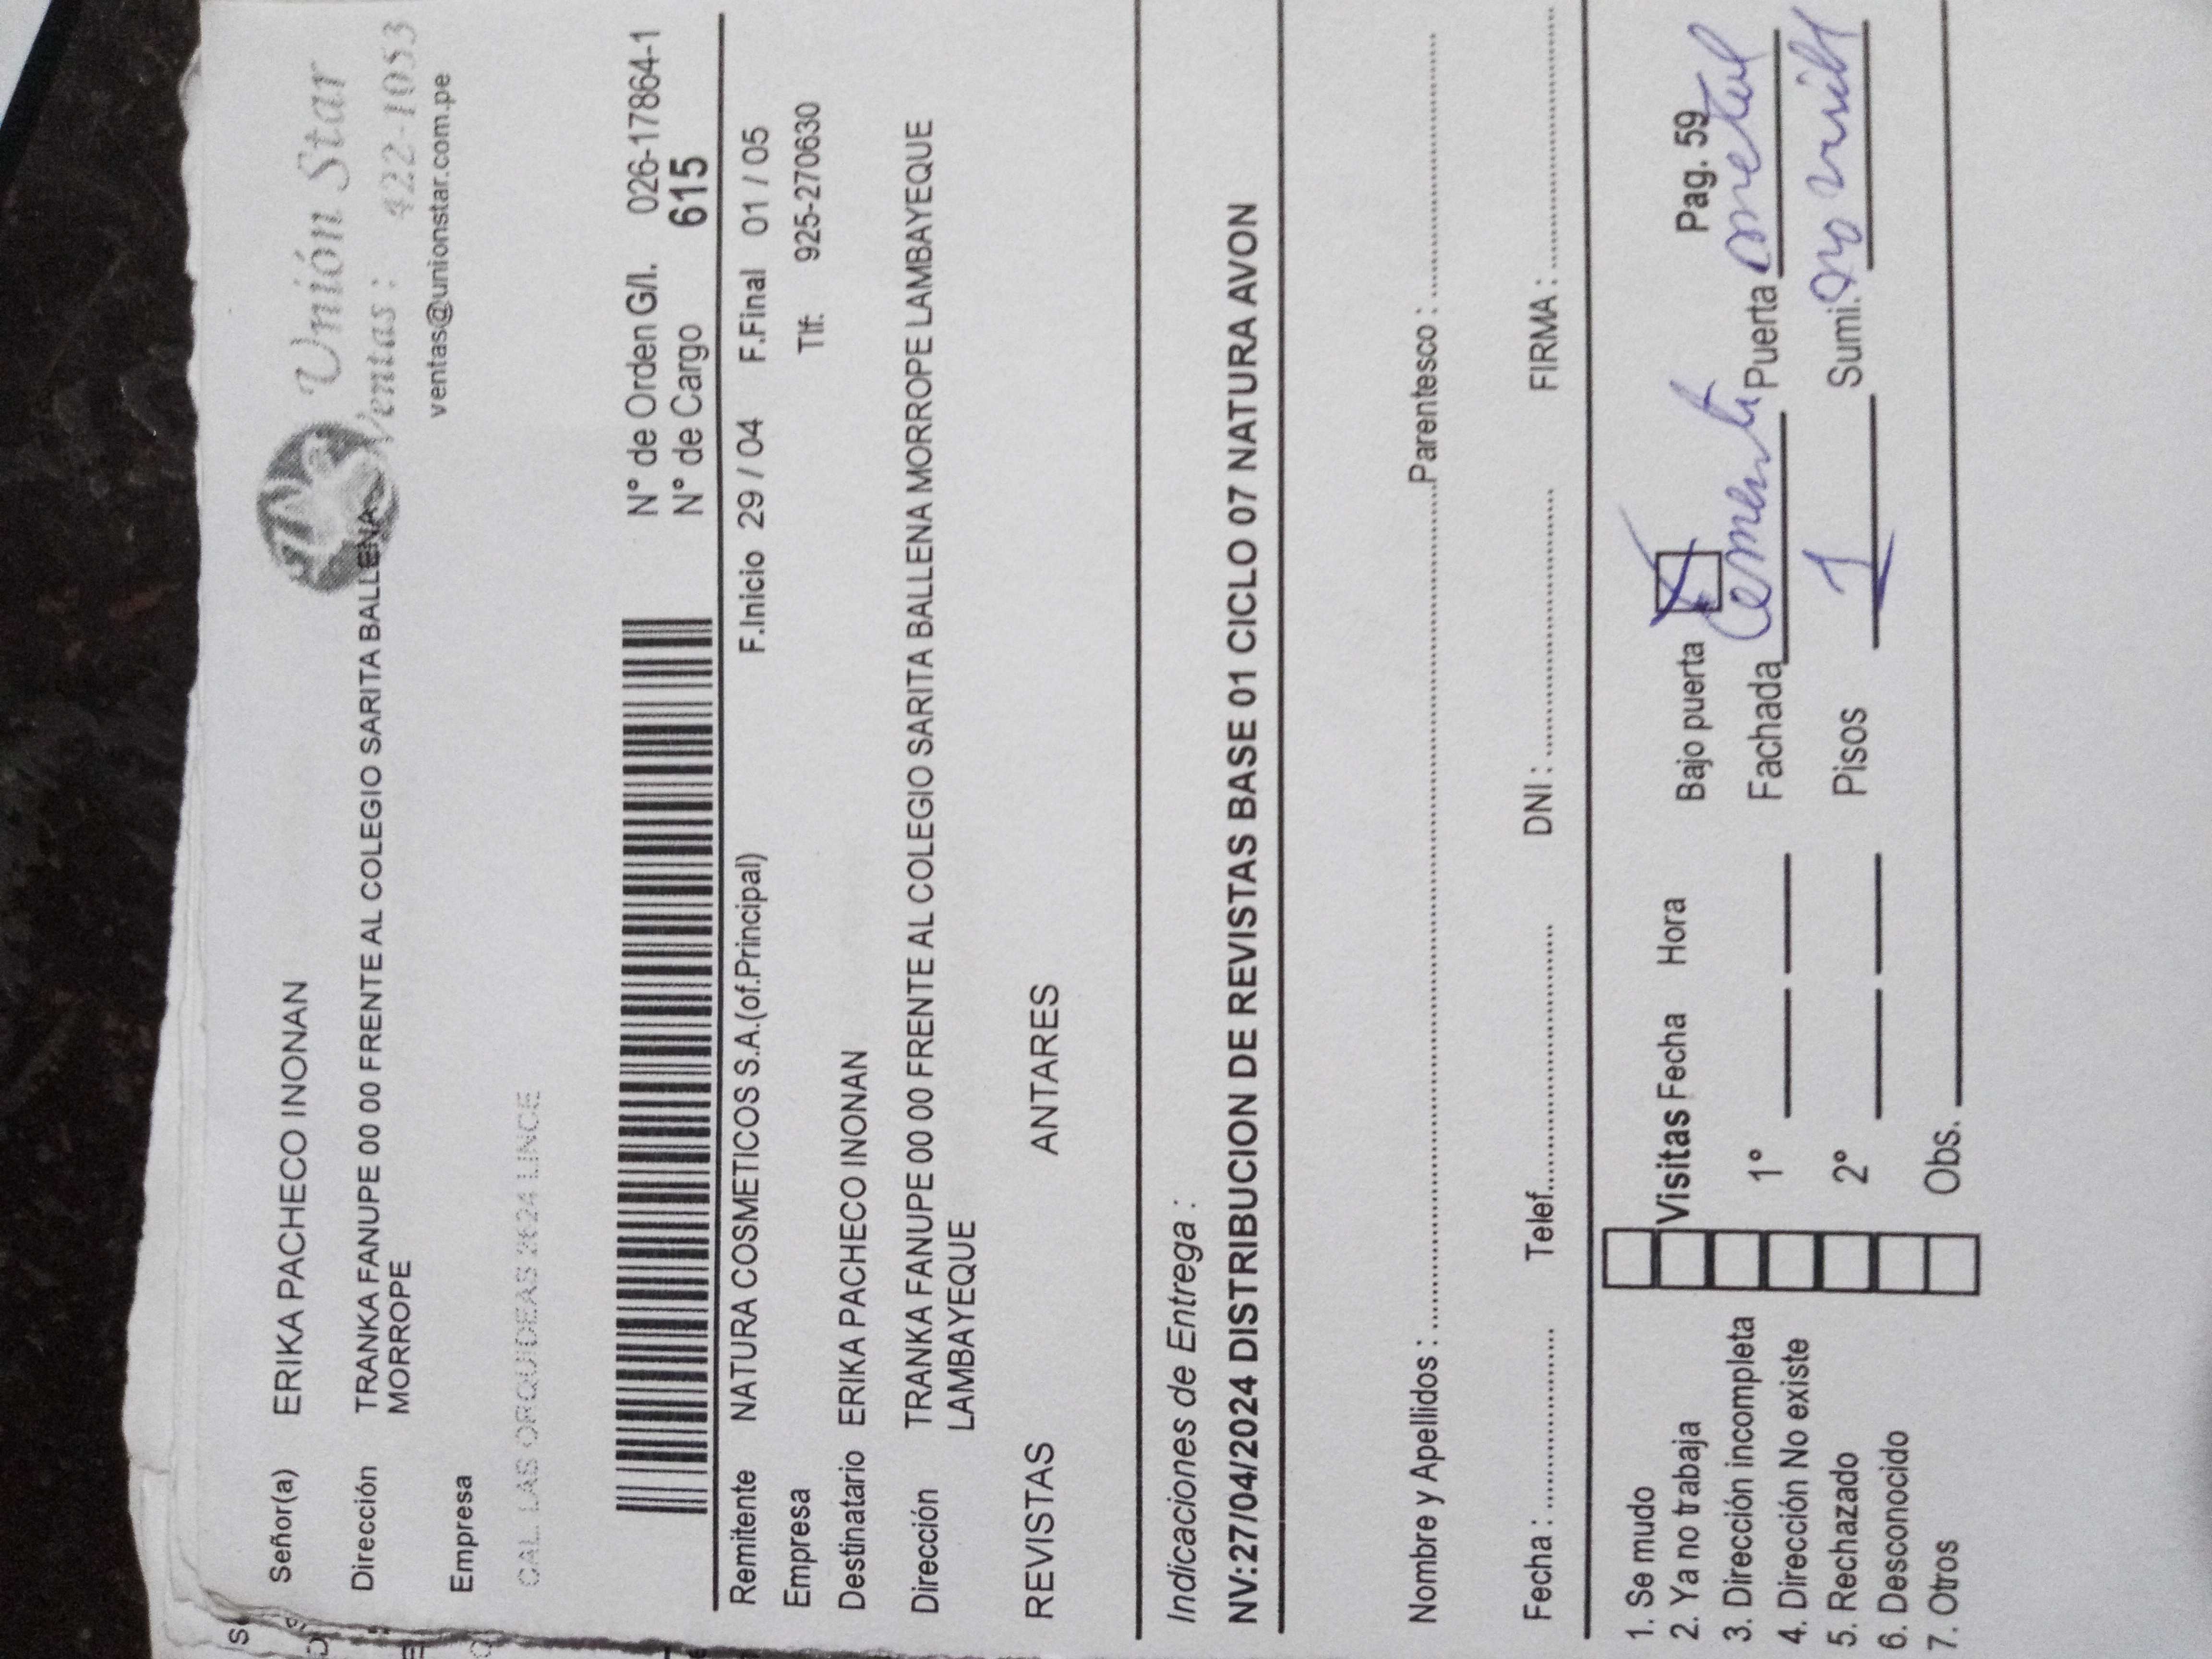 Unión Star
Ventas : 422-1053
ventas@unionstar.com.pe
Señor(a) ERIKA PACHECO INONAN
Dirección TRANKA FANUPE 00 00 FRENTE AL COLEGIO SARITA BALLENA
MORROPE
Empresa
CAL. LAS ORQUIDEAS 2624 LINCE
N° de Orden G/I. 026-17864-1
N° de Cargo 615
Remitente NATURA COSMETICOS S.A.(of.Principal) F.Inicio 29 / 04 F.Final 01 / 05
Empresa Tlf: 925-270630
Destinatario ERIKA PACHECO INONAN
Dirección TRANKA FANUPE 00 00 FRENTE AL COLEGIO SARITA BALLENA MORROPE LAMBAYEQUE
LAMBAYEQUE
REVISTAS ANTARES
Indicaciones de Entrega :
NV:27/04/2024 DISTRIBUCION DE REVISTAS BASE 01 CICLO 07 NATURA AVON
Nombre y Apellidos : Parentesco :
Fecha : Telef. DNI : FIRMA :
1. Se mudo
2. Ya no trabaja
3. Dirección incompleta
4. Dirección No existe
5. Rechazado
6. Desconocido
7. Otros
Visitas Fecha Hora Bajo puerta Pag. 59
1° Fachada Cemento Puerta metal
2° Pisos 1 Sumi. no visible
Obs.